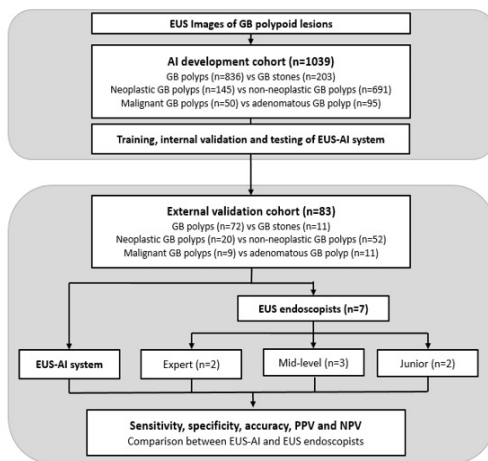 EUS Images of GB polypoid lesions
AI development cohort (n=1039)
GB polyps (n=836) vs GB stones (n=203)
Neoplastic GB polyps (n=145) vs non-neoplastic GB polyps (n=691)
Malignant GB polyps (n=50) vs adenomatous GB polyp (n=95)
Training, internal validation and testing of EUS-AI system
External validation cohort (n=83)
GB polyps (n=72) vs GB stones (n=11)
Neoplastic GB polyps (n=20) vs non-neoplastic GB polyps (n=52)
Malignant GB polyps (n=9) vs adenomatous GB polyp (n=11)
EUS endoscopists (n=7)
EUS-AI system
Expert (n=2)
Mid-level (n=3)
Junior (n=2)
Sensitivity, specificity, accuracy, PPV and NPV
Comparison between EUS-AI and EUS endoscopists